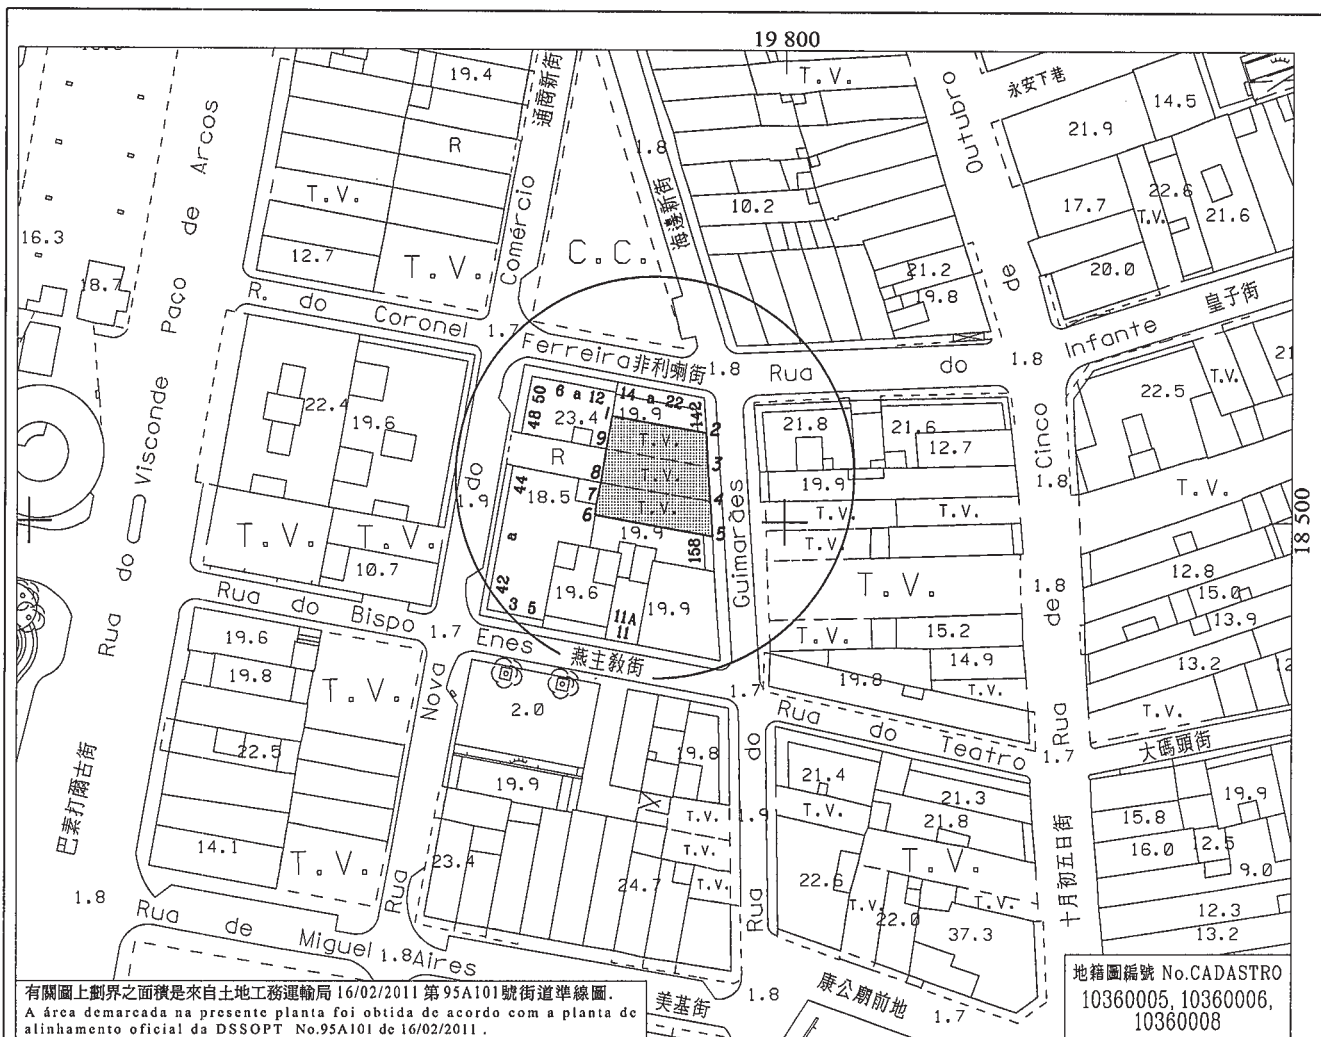 19 800
18 500
T.V.
19.4
R
T.V.
12.7
T.V.
通商新街
Comércio
C.C.
1.8
海邊新街
10.2
T.V.
Outubro
永安下巷
14.5
21.9
17.7
22.6
T.V.
21.6
20.0
21.2
19.8
de
皇子街
Infante
16.3
18.7
Rua do Visconde Paço de Arcos
R. do Coronel
1.7
Ferreira非利喇街
1.8
Rua do
1.8
22.4
19.6
T.V.
T.V.
10.7
do
1.9
50
48
6 a 12
14 a 22
142
19.9
23.4
1
2
3
4
5
6
7
8
9
T.V.
T.V.
T.V.
R
44
a
42
18.5
19.9
158
19.6
19.9
3 5
11A
11
Guimarães
21.8
21.6
12.7
19.9
T.V.
T.V.
T.V.
T.V.
T.V.
15.2
14.9
19.8
T.V.
Cinco
1.8
1.8
de
22.5
T.V.
21
T.V.
12.8
15.0
13.9
13.2
12
T.V.
Rua
大碼頭街
Rua do Bispo
1.7
Enes
燕主教街
1.7
Rua do Teatro
1.7
19.6
19.8
T.V.
22.5
14.1
T.V.
巴素打爾古街
1.8
Nova
Rua
2.0
19.9
23.4
24.7
19.8
T.V.
T.V.
T.V.
do
1.9
Rua
21.4
T.V.
21.3
21.8
T.V.
22.6
T.V.
22.0
T.V.
37.3
十月初五日街
19.9
15.8
16.0
12.5
9.0
12.3
13.2
Rua de Miguel
1.8
Aires
美基街
1.8
康公廟前地
1.7
有關圖上劃界之面積是來自土地工務運輸局 16/02/2011 第 95A101 號街道準線圖.
A área demarcada na presente planta foi obtida de acordo com a planta de
alinhamento oficial da DSSOPT No.95A101 de 16/02/2011 .
地籍圖編號 No.CADASTRO
10360005, 10360006,
10360008